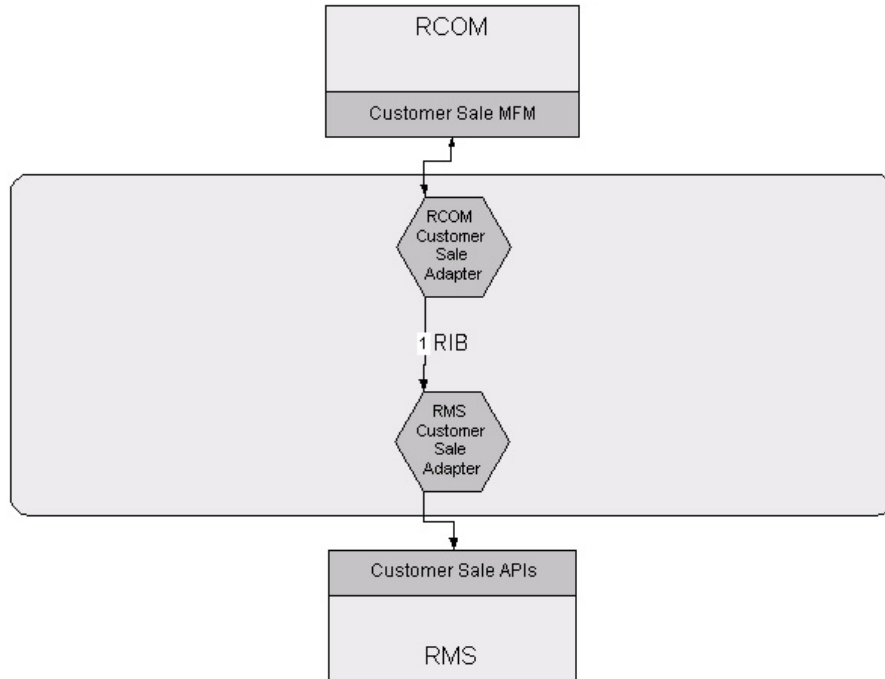 RCOM
Customer Sale MFM
RCOM
Customer
Sale
Adapter
1 RIB
RMS
Customer
Sale
Adapter
Customer Sale APIs
RMS